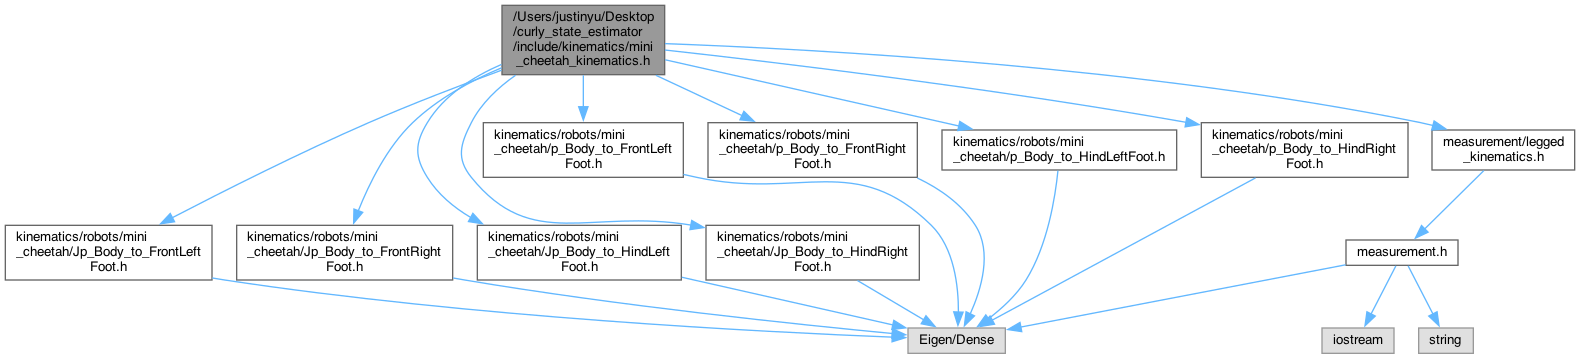 /Users/justinyu/Desktop
/curly_state_estimator
/include/kinematics/mini
_cheetah_kinematics.h
kinematics/robots/mini
_cheetah/p_Body_to_FrontLeft
Foot.h
kinematics/robots/mini
_cheetah/p_Body_to_FrontRight
Foot.h
kinematics/robots/mini
_cheetah/p_Body_to_HindLeftFoot.h
kinematics/robots/mini
_cheetah/p_Body_to_HindRight
Foot.h
measurement/legged
_kinematics.h
kinematics/robots/mini
_cheetah/Jp_Body_to_FrontLeft
Foot.h
kinematics/robots/mini
_cheetah/Jp_Body_to_FrontRight
Foot.h
kinematics/robots/mini
_cheetah/Jp_Body_to_HindLeft
Foot.h
kinematics/robots/mini
_cheetah/Jp_Body_to_HindRight
Foot.h
measurement.h
Eigen/Dense
iostream
string